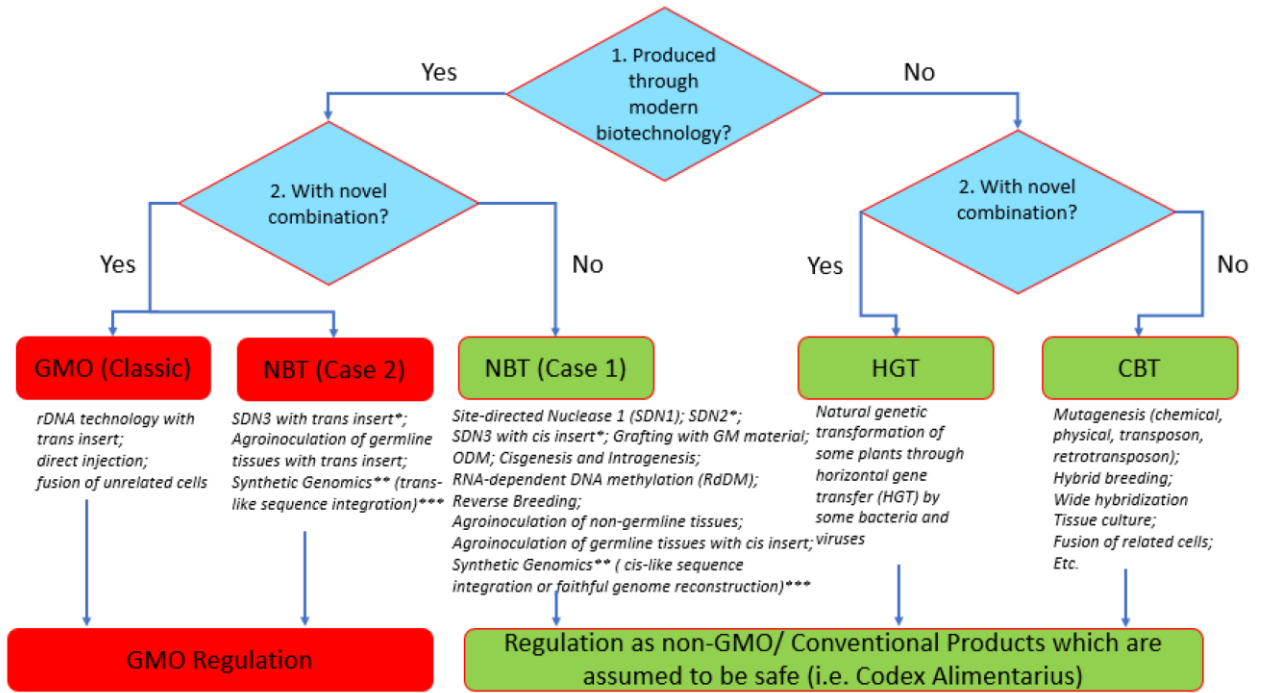 1. Produced
through
modern
biotechnology?
Yes
No
2. With novel
combination?
2. With novel
combination?
Yes
No
Yes
No
GMO (Classic)
NBT (Case 2)
NBT (Case 1)
HGT
CBT
rDNA technology with
trans insert;
direct injection;
fusion of unrelated cells
SDN3 with trans insert*;
Agroinoculation of germline
tissues with trans insert;
Synthetic Genomics** (trans-
like sequence integration)***
Site-directed Nuclease 1 (SDN1); SDN2*;
SDN3 with cis insert*; Grafting with GM material;
ODM; Cisgenesis and Intragenesis;
RNA-dependent DNA methylation (RdDM);
Reverse Breeding;
Agroinoculation of non-germline tissues;
Agroinoculation of germline tissues with cis insert;
Synthetic Genomics** ( cis-like sequence
integration or faithful genome reconstruction)***
Natural genetic
transformation of
some plants through
horizontal gene
transfer (HGT) by
some bacteria and
viruses
Mutagenesis (chemical,
physical, transposon,
retrotransposon);
Hybrid breeding;
Wide hybridization
Tissue culture;
Fusion of related cells;
Etc.
GMO Regulation
Regulation as non-GMO/ Conventional Products which are
assumed to be safe (i.e. Codex Alimentarius)